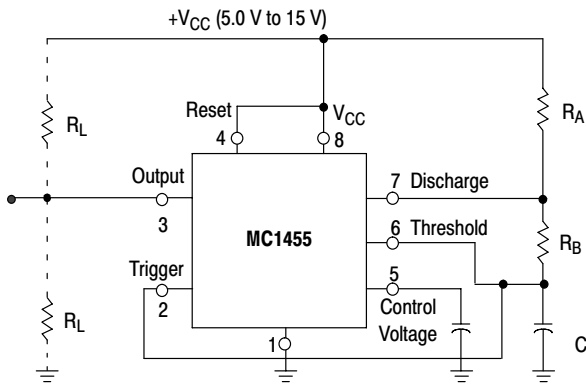 +VCC (5.0 V to 15 V)
RL
Reset
4
VCC
8
RA
Output
3
7 Discharge
6 Threshold
RB
MC1455
Trigger
2
5
Control
Voltage
RL
1
C